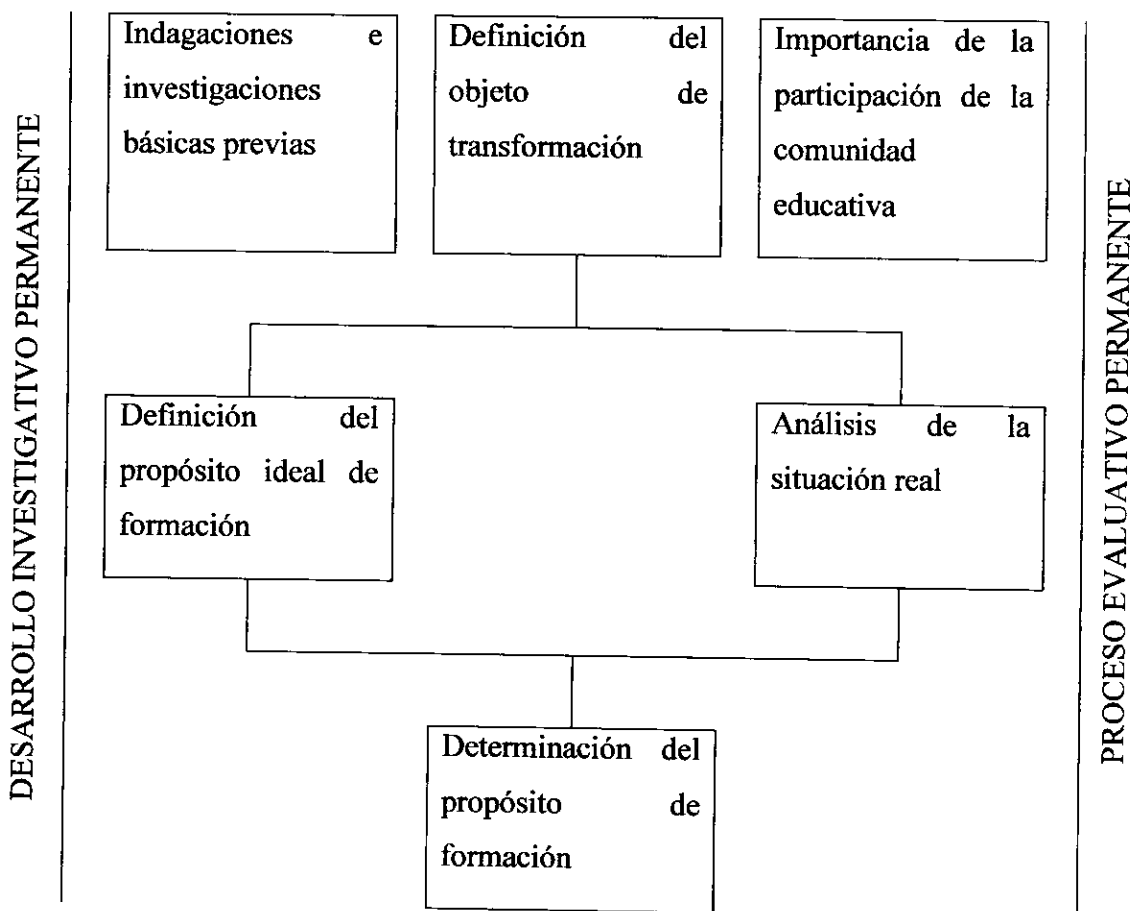 DESARROLLO INVESTIGATIVO PERMANENTE
Indagaciones e
investigaciones
básicas previas
Definición del
objeto de
transformación
Importancia de la
participación de la
comunidad
educativa
Definición del
propósito ideal de
formación
Análisis de la
situación real
Determinación del
propósito de
formación
PROCESO EVALUATIVO PERMANENTE